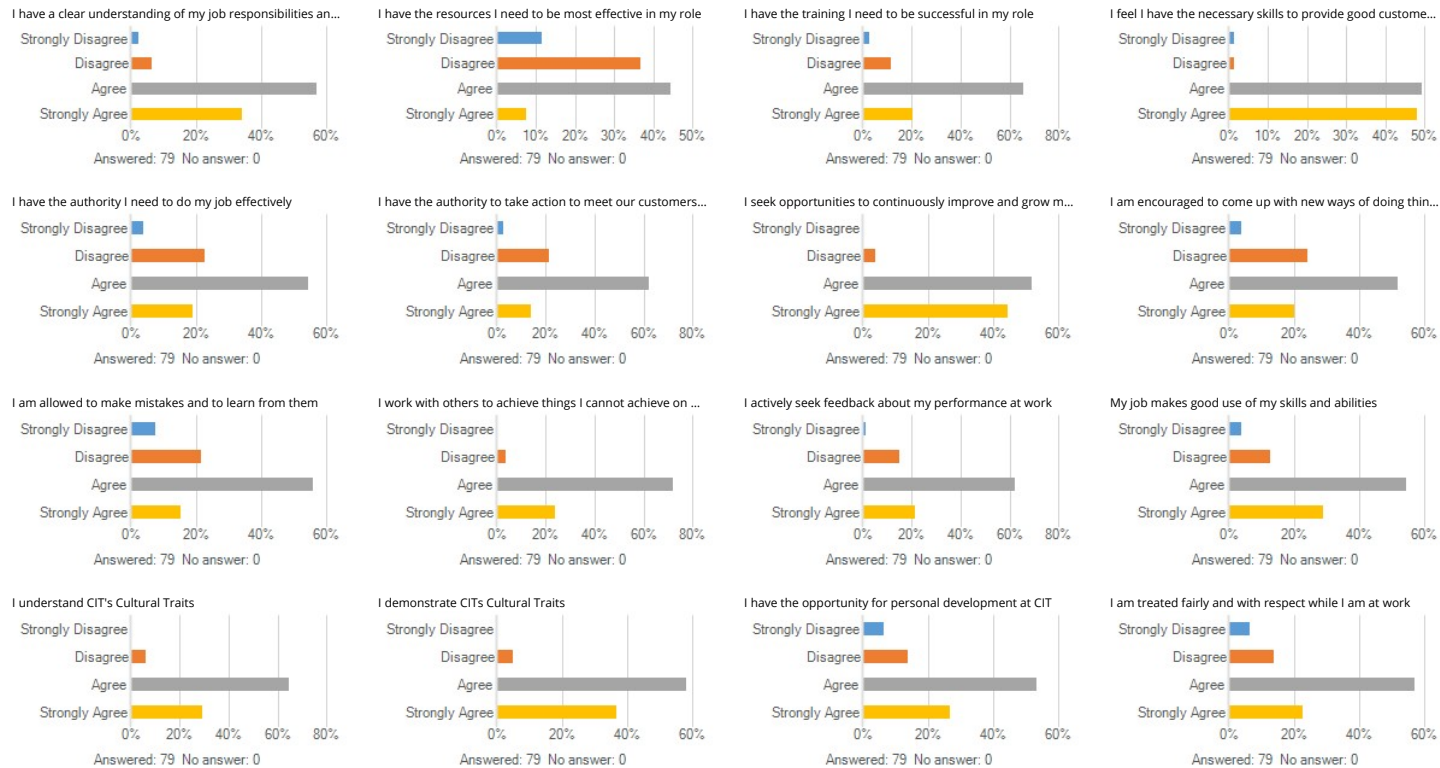 I have a clear understanding of my job responsibilities an...
Strongly Disagree
Disagree
Agree
Strongly Agree
0% 20% 40% 60%
Answered: 79 No answer: 0
I have the resources I need to be most effective in my role
Strongly Disagree
Disagree
Agree
Strongly Agree
0% 10% 20% 30% 40% 50%
Answered: 79 No answer: 0
I have the training I need to be successful in my role
Strongly Disagree
Disagree
Agree
Strongly Agree
0% 20% 40% 60% 80%
Answered: 79 No answer: 0
I feel I have the necessary skills to provide good custome...
Strongly Disagree
Disagree
Agree
Strongly Agree
0% 10% 20% 30% 40% 50%
Answered: 79 No answer: 0
I have the authority I need to do my job effectively
Strongly Disagree
Disagree
Agree
Strongly Agree
0% 20% 40% 60%
Answered: 79 No answer: 0
I have the authority to take action to meet our customers...
Strongly Disagree
Disagree
Agree
Strongly Agree
0% 20% 40% 60% 80%
Answered: 79 No answer: 0
I seek opportunities to continuously improve and grow m...
Strongly Disagree
Disagree
Agree
Strongly Agree
0% 20% 40% 60%
Answered: 79 No answer: 0
I am encouraged to come up with new ways of doing thin...
Strongly Disagree
Disagree
Agree
Strongly Agree
0% 20% 40% 60%
Answered: 79 No answer: 0
I am allowed to make mistakes and to learn from them
Strongly Disagree
Disagree
Agree
Strongly Agree
0% 20% 40% 60%
Answered: 79 No answer: 0
I work with others to achieve things I cannot achieve on ...
Strongly Disagree
Disagree
Agree
Strongly Agree
0% 20% 40% 60% 80%
Answered: 79 No answer: 0
I actively seek feedback about my performance at work
Strongly Disagree
Disagree
Agree
Strongly Agree
0% 20% 40% 60% 80%
Answered: 79 No answer: 0
My job makes good use of my skills and abilities
Strongly Disagree
Disagree
Agree
Strongly Agree
0% 20% 40% 60%
Answered: 79 No answer: 0
I understand CIT's Cultural Traits
Strongly Disagree
Disagree
Agree
Strongly Agree
0% 20% 40% 60% 80%
Answered: 79 No answer: 0
I demonstrate CITs Cultural Traits
Strongly Disagree
Disagree
Agree
Strongly Agree
0% 20% 40% 60%
Answered: 79 No answer: 0
I have the opportunity for personal development at CIT
Strongly Disagree
Disagree
Agree
Strongly Agree
0% 20% 40% 60%
Answered: 79 No answer: 0
I am treated fairly and with respect while I am at work
Strongly Disagree
Disagree
Agree
Strongly Agree
0% 20% 40% 60%
Answered: 79 No answer: 0